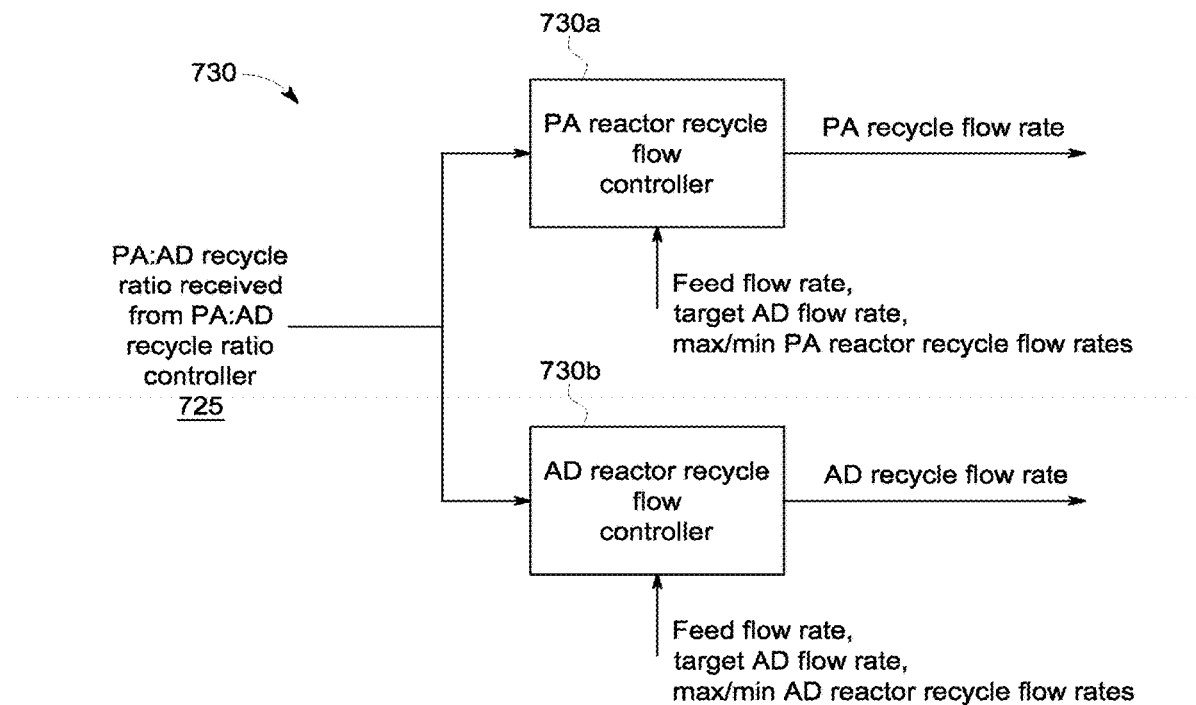 730a
730
PA reactor recycle
flow
controller
PA recycle flow rate
PA:AD recycle
ratio received
from PA:AD
recycle ratio
controller
725
Feed flow rate,
target AD flow rate,
max/min PA reactor recycle flow rates
730b
AD reactor recycle
flow
controller
AD recycle flow rate
Feed flow rate,
target AD flow rate,
max/min AD reactor recycle flow rates